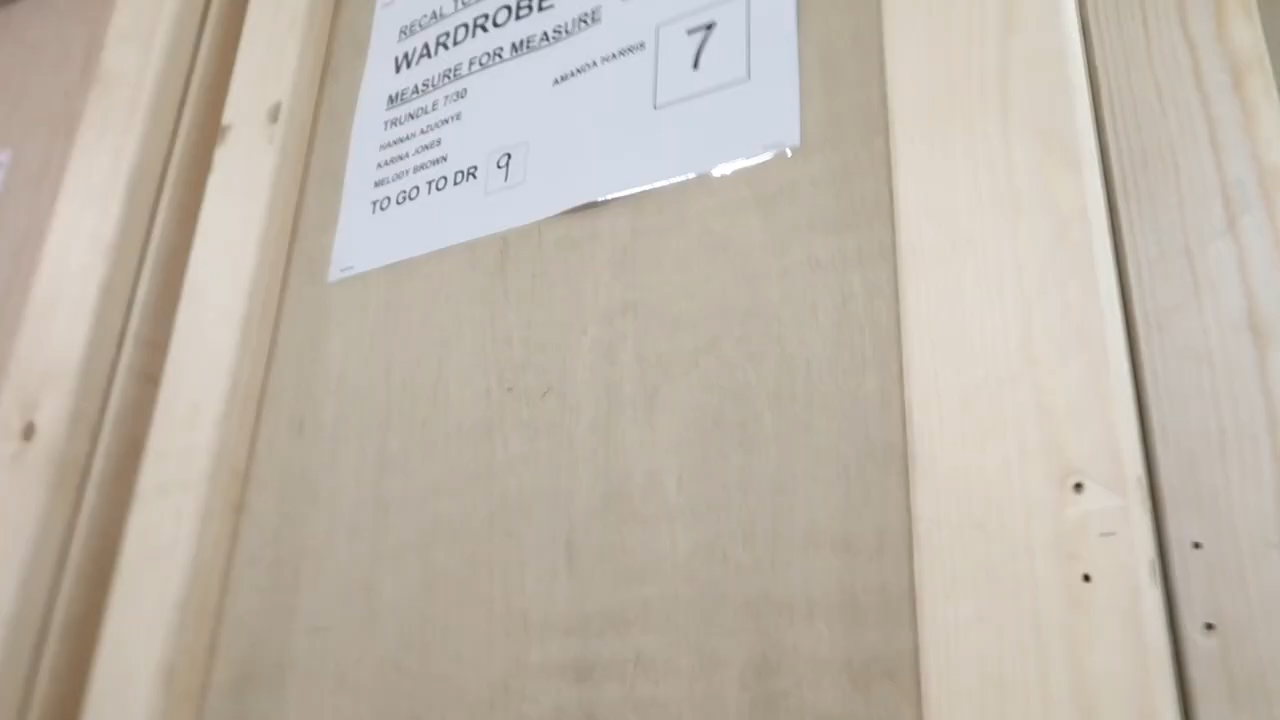 RECAL
WARDROBE
MEASURE FOR MEASURE
TRUNDLE 7/30
HANNAH AZUONYE
KARINA JONES
MELODY BROWN
TO GO TO DR 9
AMANDA HARRIS
7